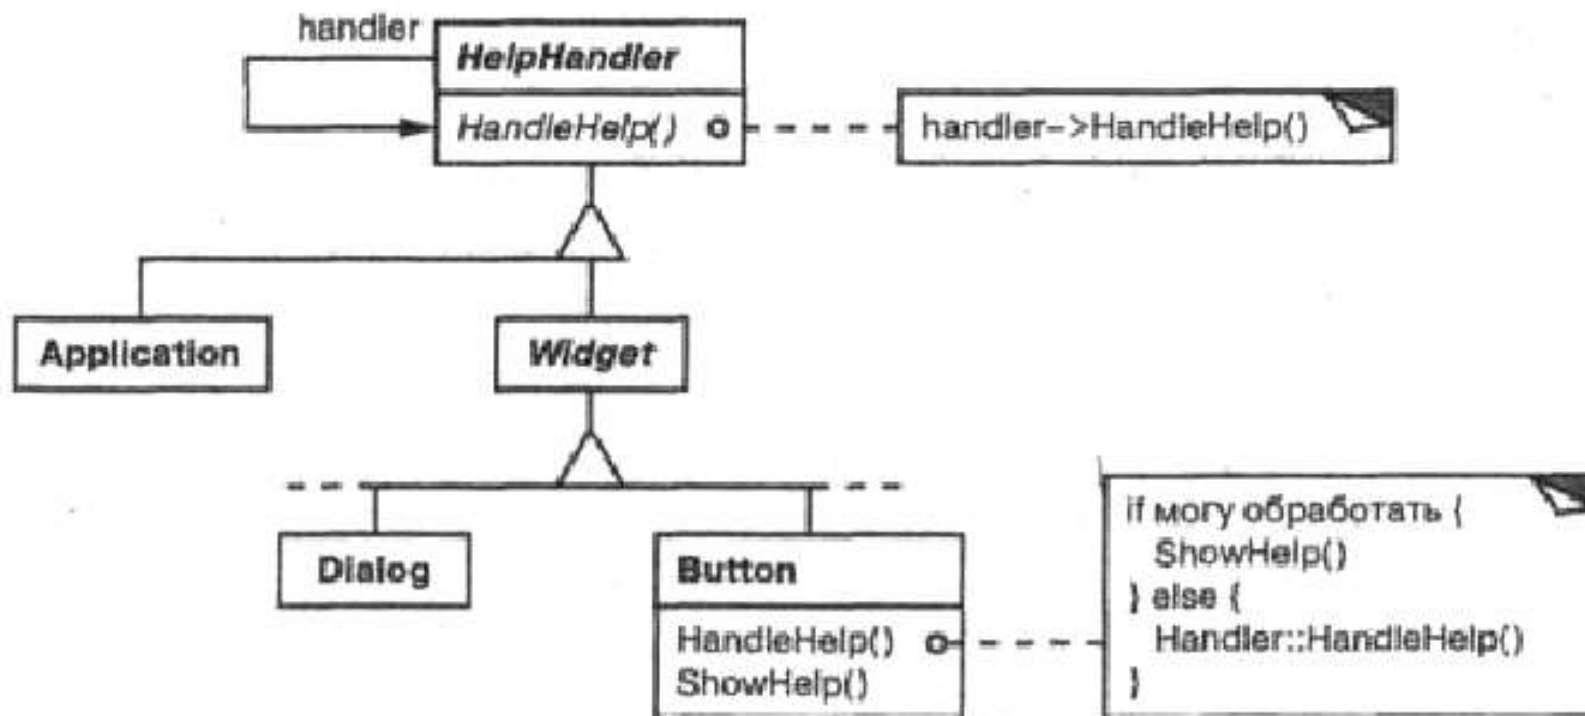 handler
HelpHandler
HandleHelp()
handler->HandleHelp()
Application
Widget
Dialog
Button
HandleHelp()
ShowHelp()
if могу обработать {
ShowHelp()
} else {
Handler::HandleHelp()
}